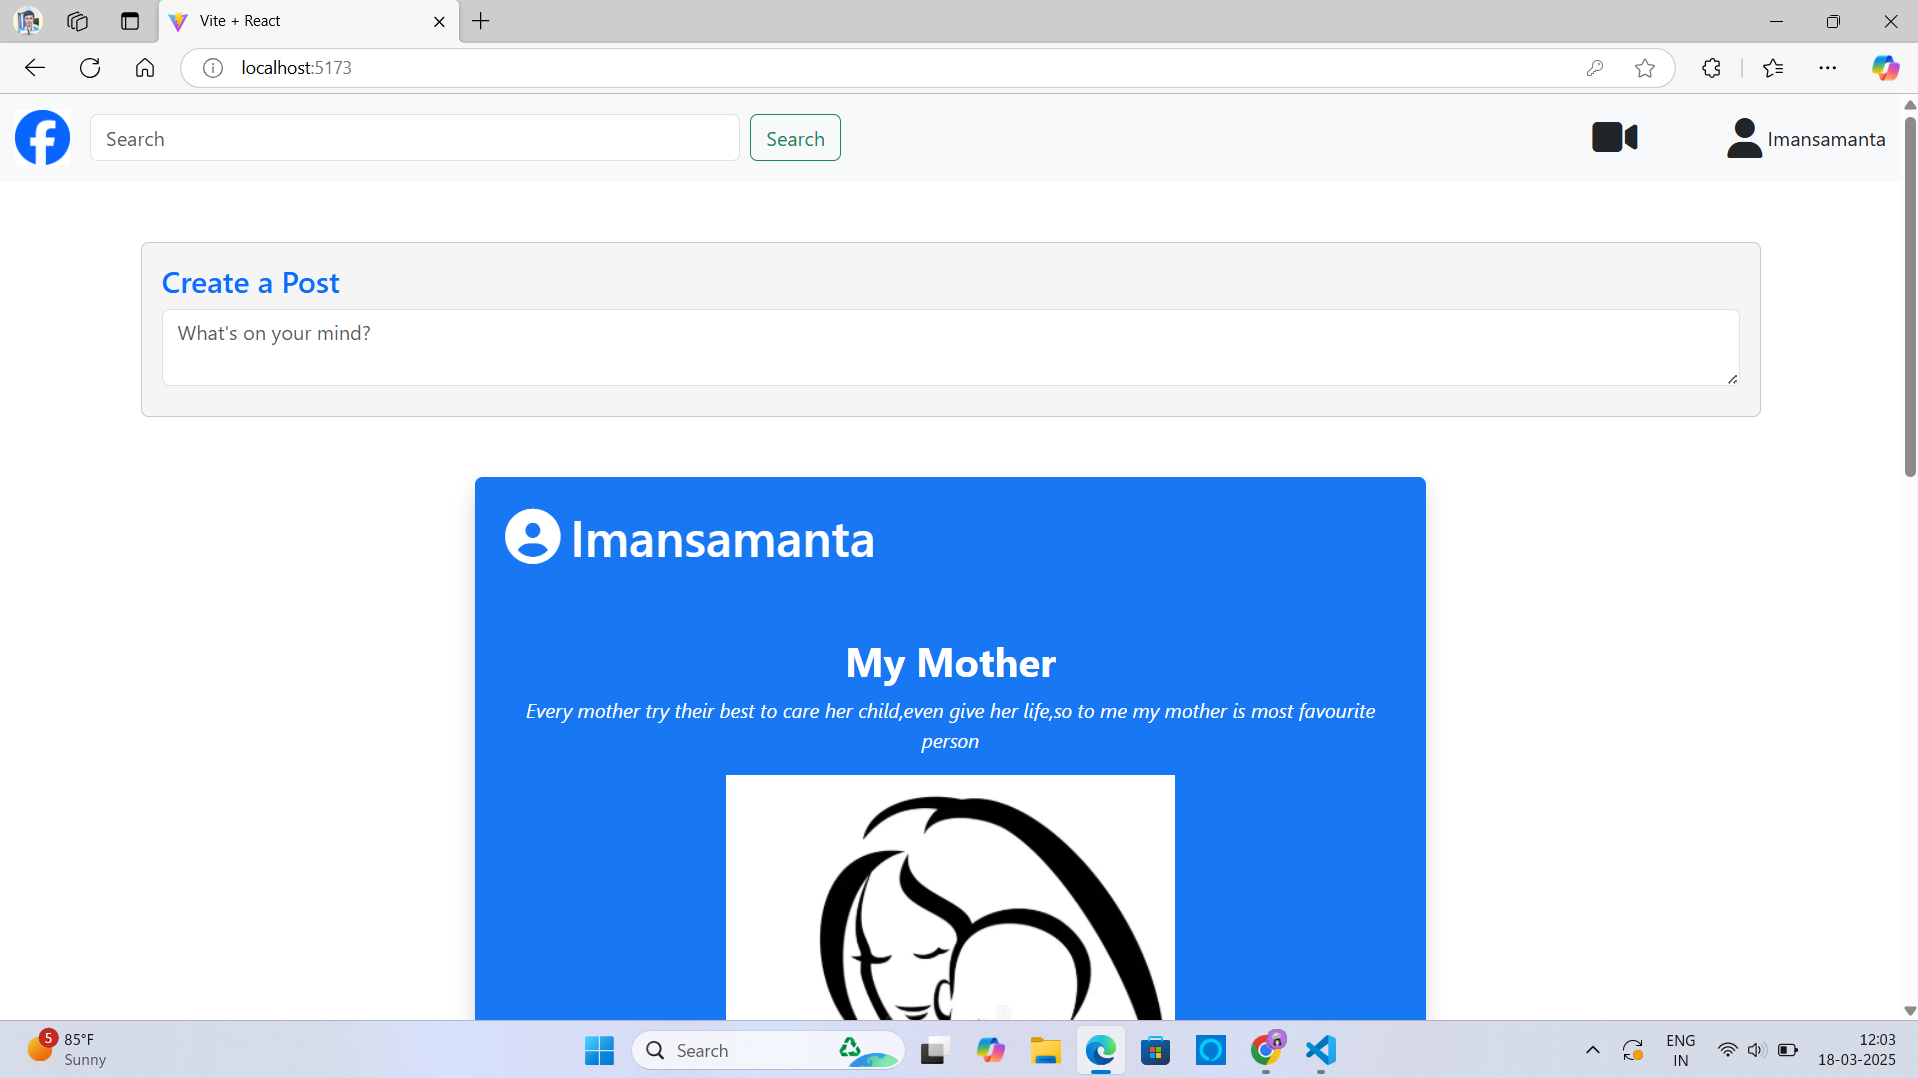 Vite + React
localhost:5173
Search
Search
Imansamanta
Create a Post
What's on your mind?
Imansamanta
My Mother
Every mother try their best to care her child,even give her life,so to me my mother is most favourite
person
5
85°F
Sunny
Search
ENG
IN
12:03
18-03-2025